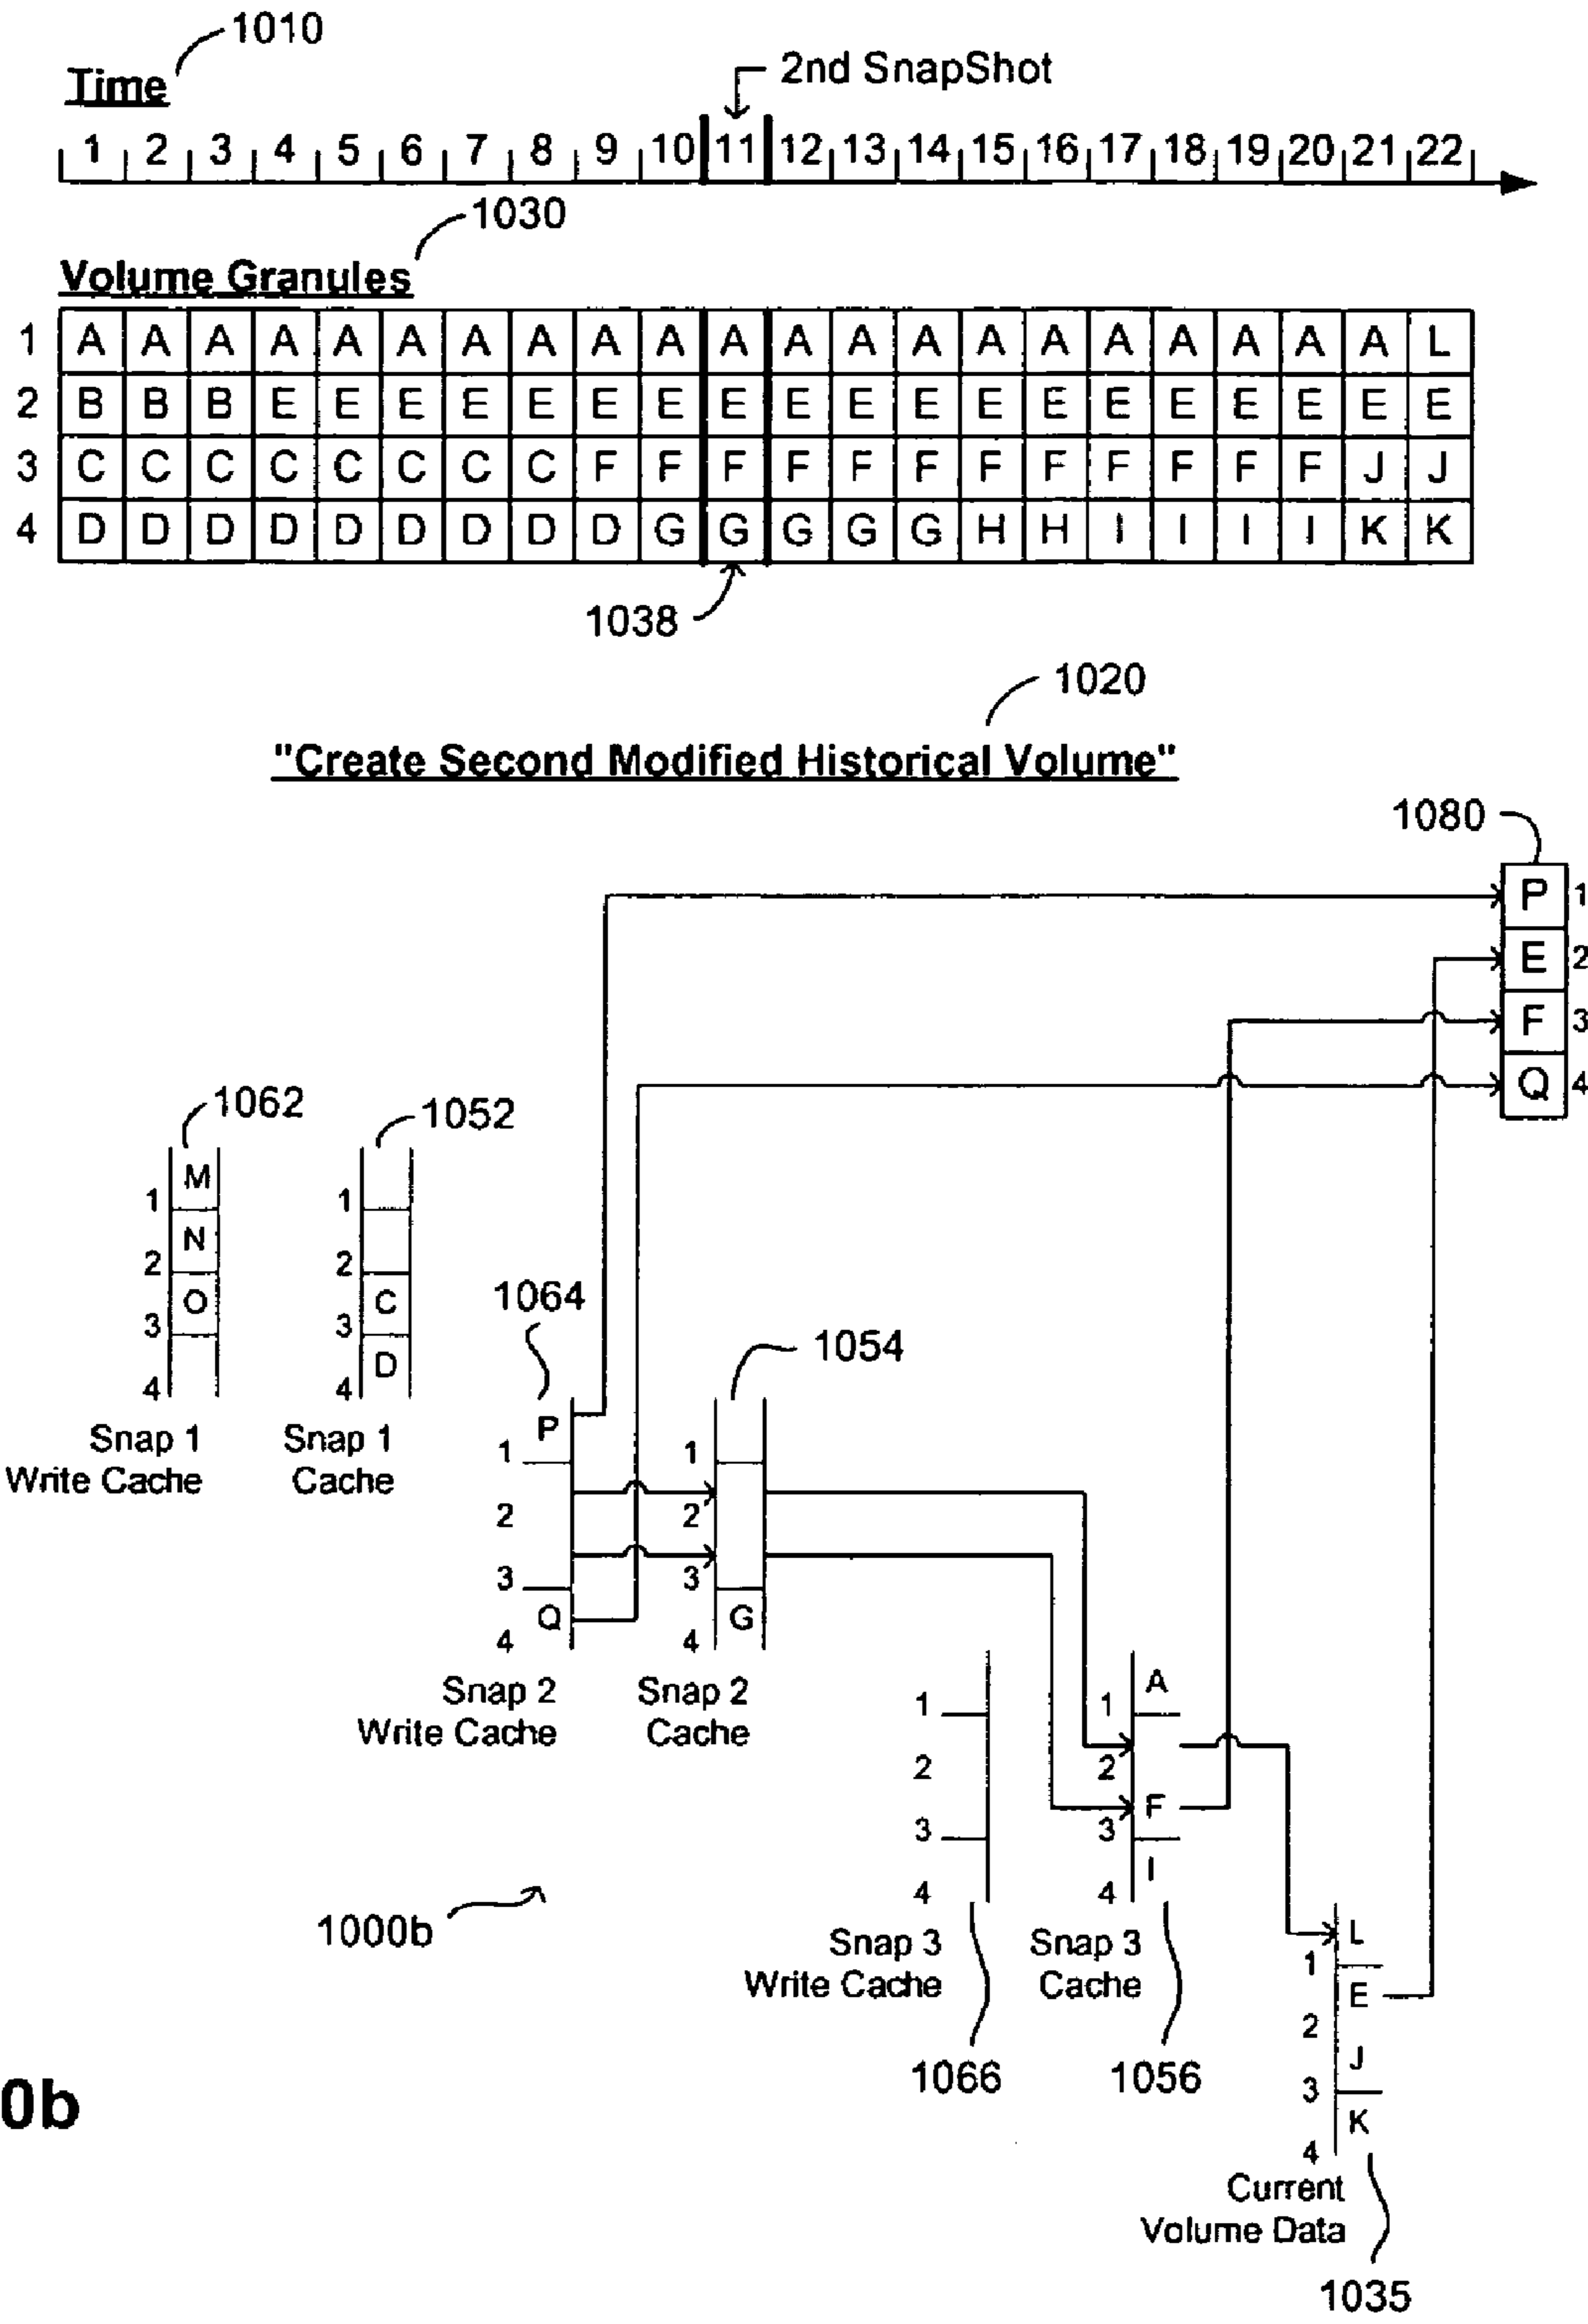 1010
Time
2nd SnapShot
1 2 3 4 5 6 7 8 9 10 11 12 13 14 15 16 17 18 19 20 21 22
1030
Volume Granules
1 A A A A A A A A A A A A A A A A A A A A A L
2 B B B E E E E E E E E E E E E E E E E E E E
3 C C C C C C C C F F F F F F F F F F F F J J
4 D D D D D D D D D G G G G G H H I I I I K K
1038
1020
"Create Second Modified Historical Volume"
1080
P 1
E 2
F 3
Q 4
1062
M
1
N
2
O
3
4
Snap 1
Write Cache
1052
1
2
C
3
D
4
Snap 1
Cache
1064
P
1
2
3
Q
4
Snap 2
Write Cache
1054
1
2
3
G
4
Snap 2
Cache
1
2
3
4
Snap 3
Write Cache
1066
A
1
2
F
3
I
4
Snap 3
Cache
1056
L
1
E
2
J
3
K
4
Current
Volume Data
1035
1000b
0b